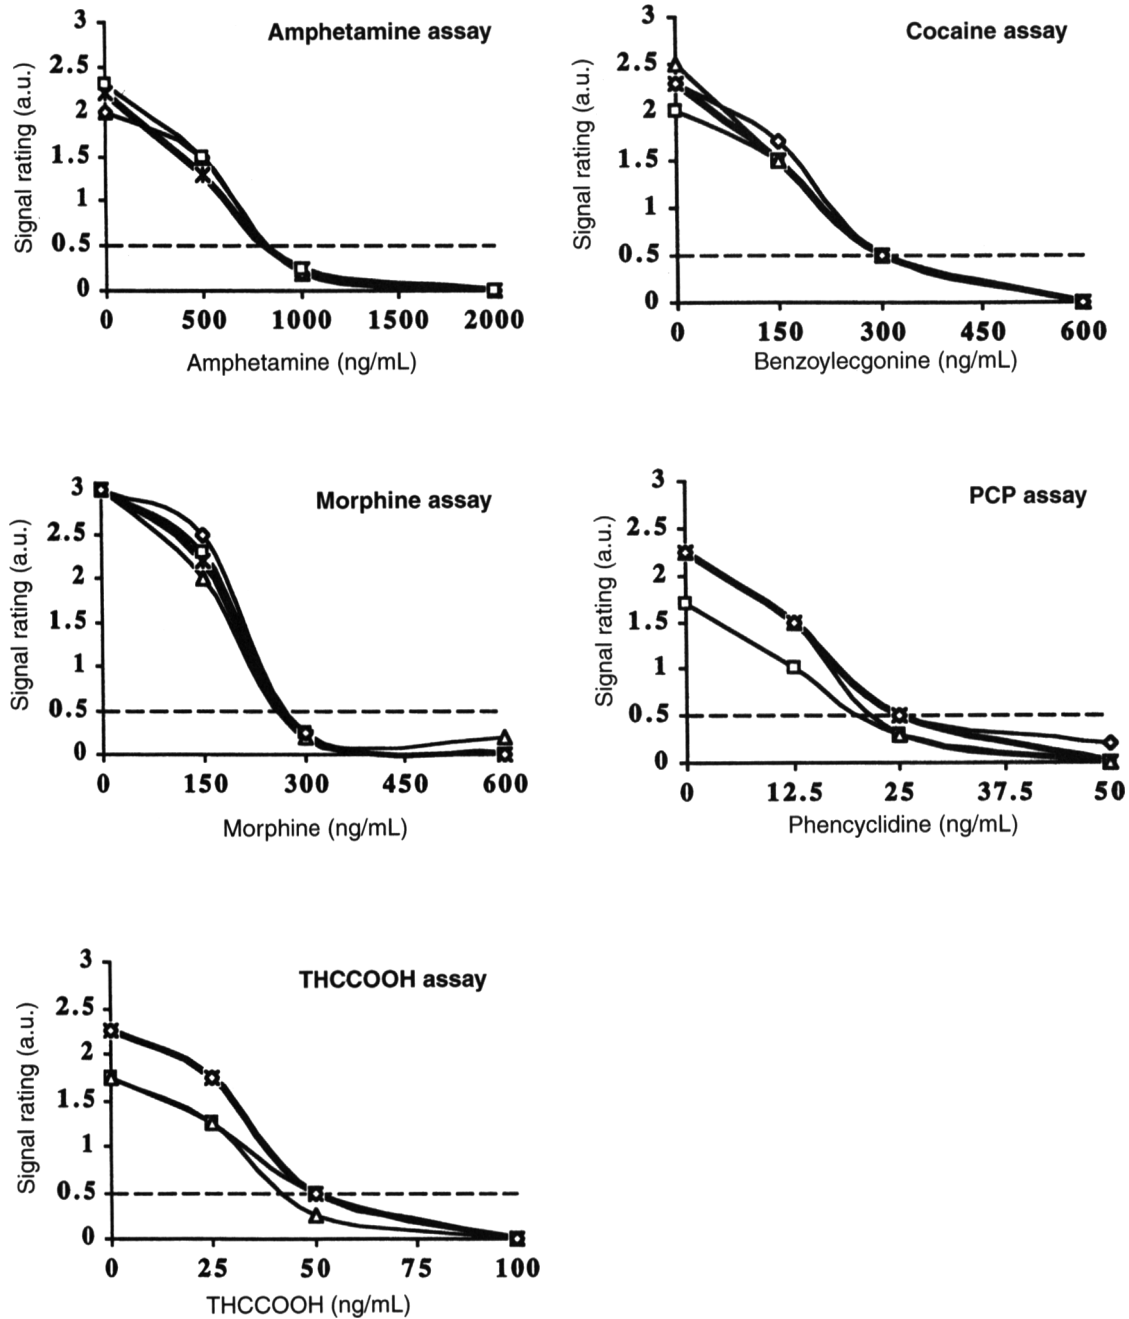 Amphetamine assay
Signal rating (a.u.)
3
2.5
2
1.5
1
0.5
0
0 500 1000 1500 2000
Amphetamine (ng/mL)
Cocaine assay
Signal rating (a.u.)
3
2.5
2
1.5
1
0.5
0
0 150 300 450 600
Benzoylecgonine (ng/mL)
Morphine assay
Signal rating (a.u.)
3
2.5
2
1.5
1
0.5
0
0 150 300 450 600
Morphine (ng/mL)
PCP assay
Signal rating (a.u.)
3
2.5
2
1.5
1
0.5
0
0 12.5 25 37.5 50
Phencyclidine (ng/mL)
THCCOOH assay
Signal rating (a.u.)
3
2.5
2
1.5
1
0.5
0
0 25 50 75 100
THCCOOH (ng/mL)